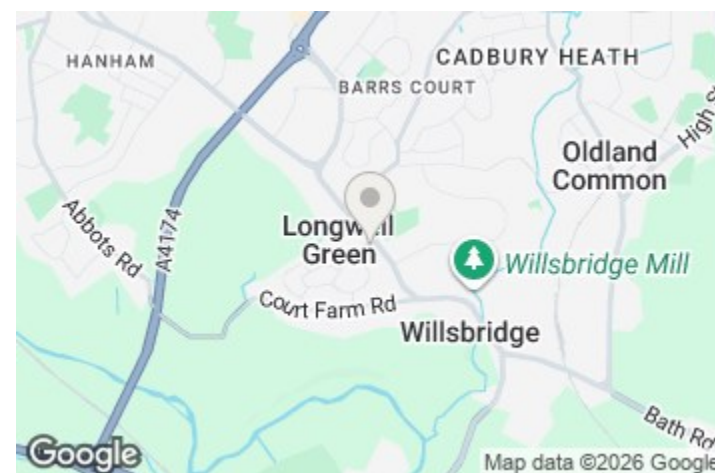 HANHAM
CADBURY HEATH
BARRS COURT
High S
Oldland
Common
Abbots Rd
A4174
Longwell
Green
Willsbridge Mill
Court Farm Rd
Willsbridge
Bath Rd
Google
Map data ©2026 Google